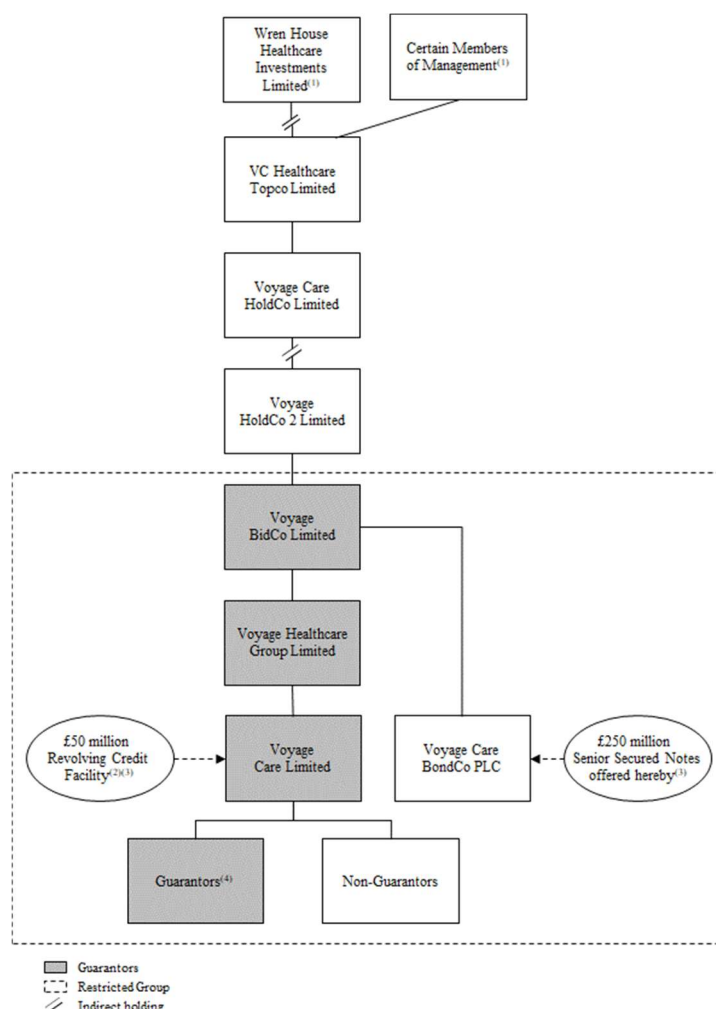 Wren House
Healthcare
Investments
Limited(1)
Certain Members
of Management(1)
VC Healthcare
Topco Limited
Voyage Care
HoldCo Limited
Voyage
HoldCo 2 Limited
Voyage
BidCo Limited
Voyage Healthcare
Group Limited
£50 million
Revolving Credit
Facility(2)(3)
Voyage
Care Limited
Voyage Care
BondCo PLC
£250 million
Senior Secured Notes
offered hereby(3)
Guarantors(4)
Non-Guarantors
Guarantors
Restricted Group
Indirect holding